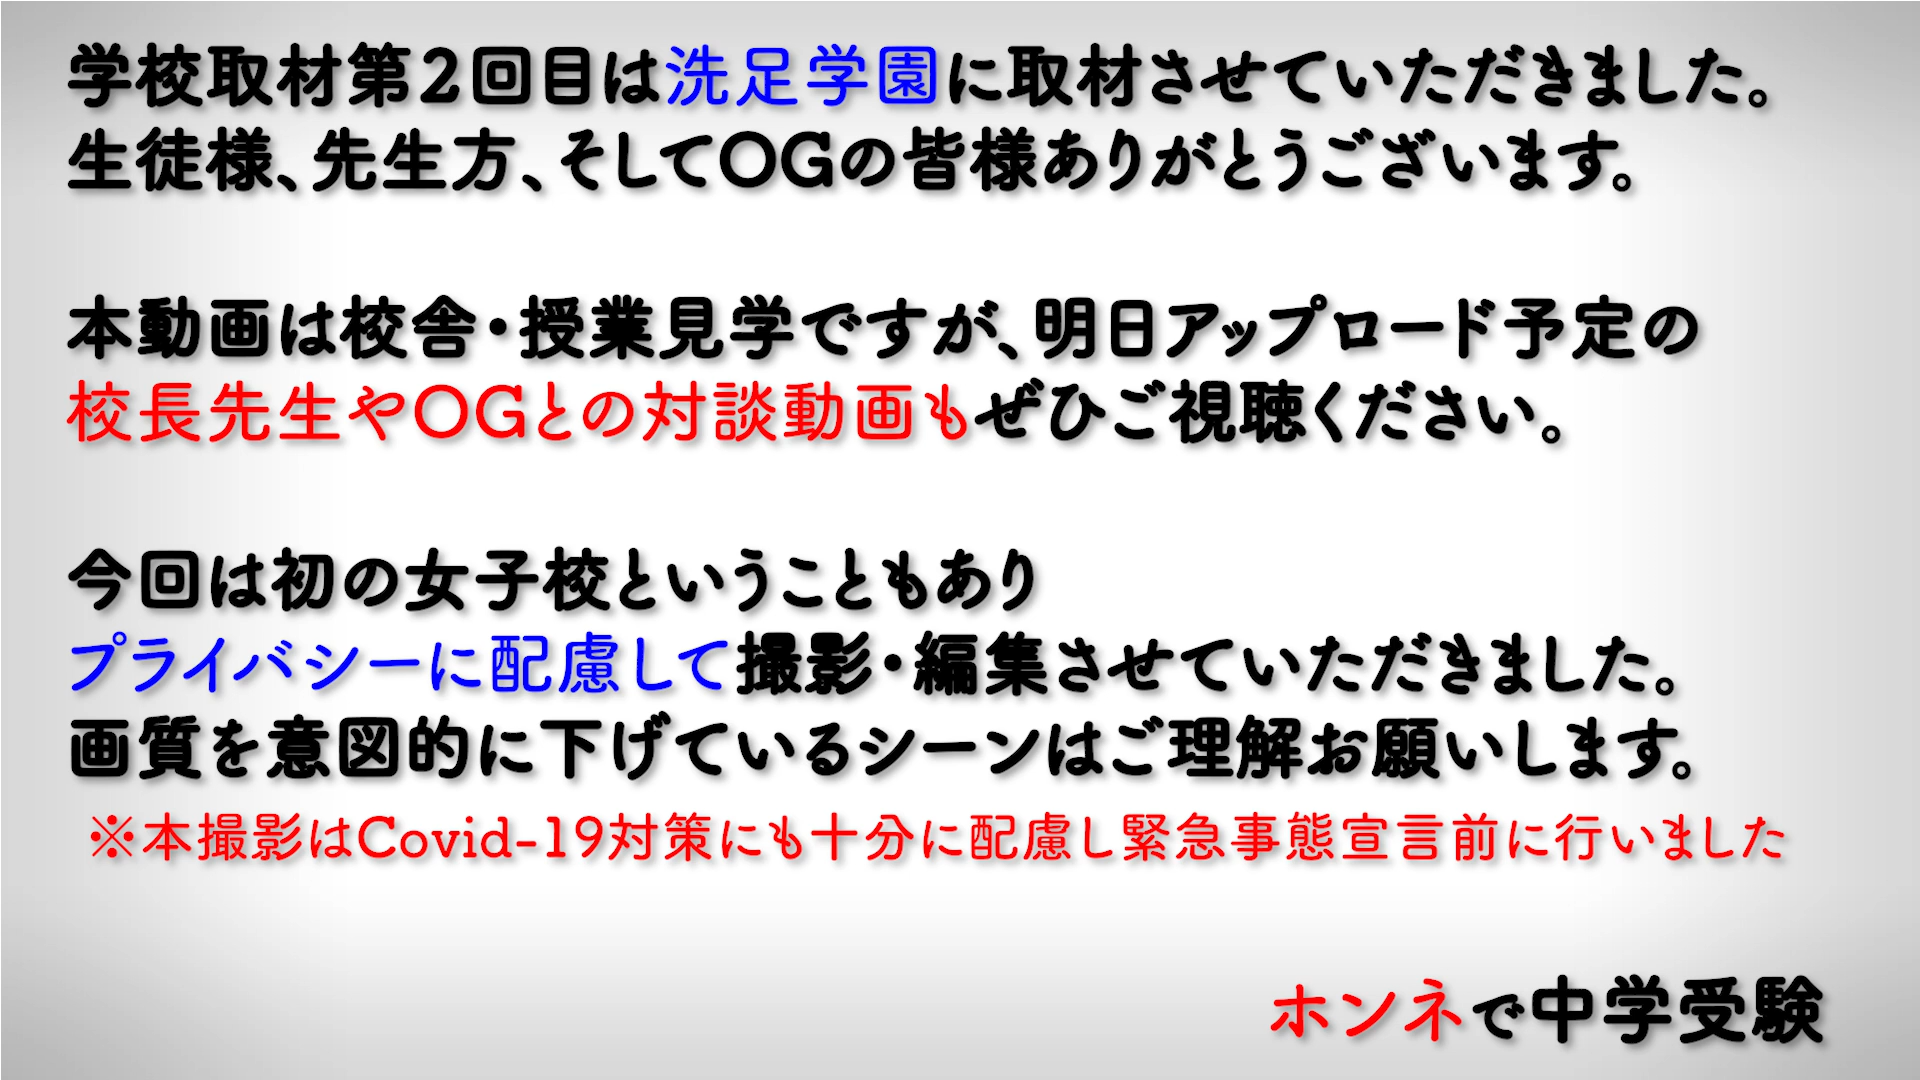 学校取材第2回目は洗足学園に取材させていただきました。
生徒様、先生方、そしてOGの皆様ありがとうございます。
本動画は校舎・授業見学ですが、明日アップロード予定の
校長先生やOGとの対談動画もぜひご視聴ください。
今回は初の女子校ということもあり
プライバシーに配慮して撮影・編集させていただきました。
画質を意図的に下げているシーンはご理解お願いします。
※本撮影はCovid-19対策にも十分に配慮し緊急事態宣言前に行いました
ホンネで中学受験